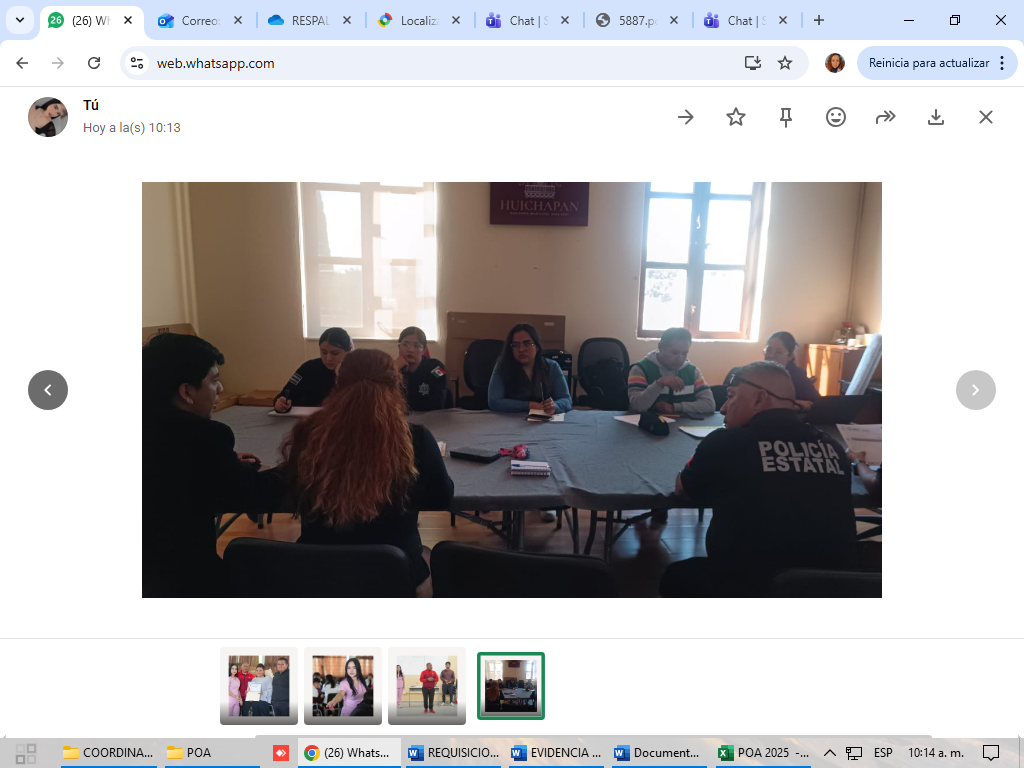 (26) Wh
Correo
RESPAL
Localiz
Chat | S
5887.pd
Chat | S
web.whatsapp.com
Reinicia para actualizar
Tú
Hoy a la(s) 10:13
HUICHAPAN
POLICÍA
ESTATAL
COORDINA...
POA
(26) Whats...
REQUISICIO...
EVIDENCIA ...
Document...
POA 2025 -...
ESP
10:14 a. m.